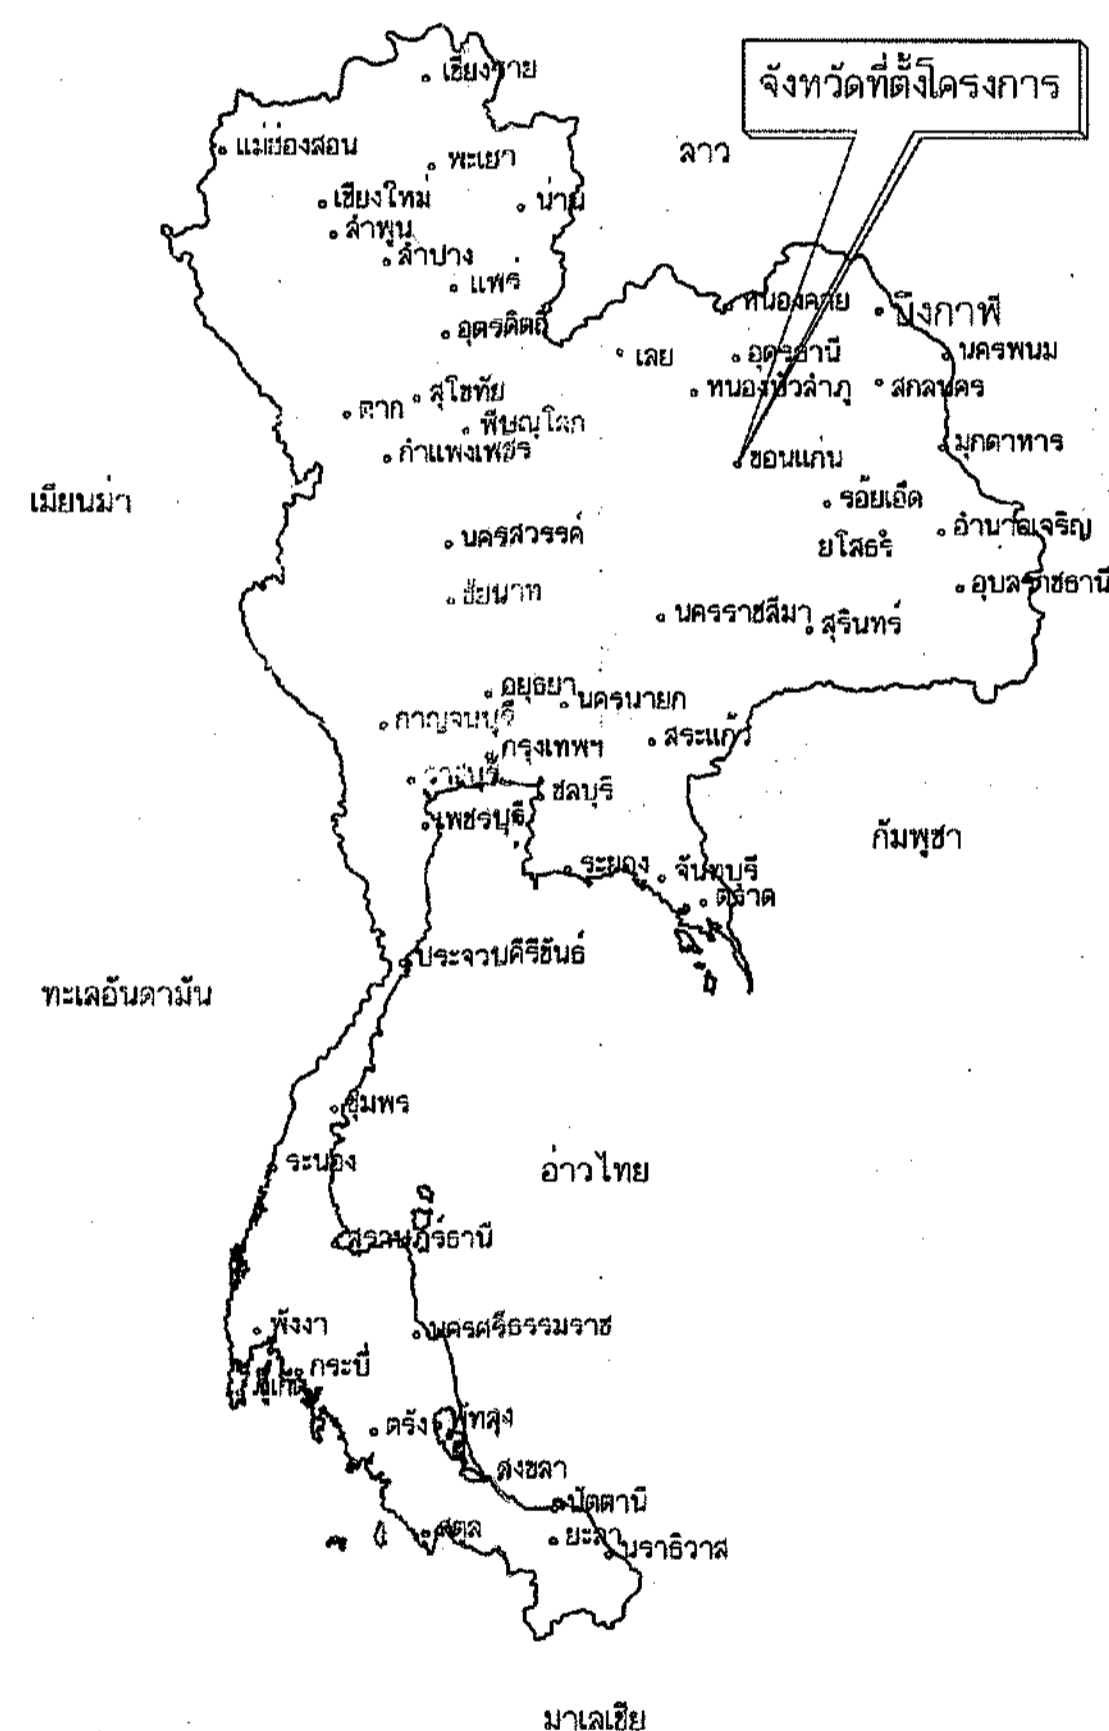 เชียงราย
จังหวัดที่ตั้งโครงการ
แม่ฮ่องสอน
พะเยา
ลาว
เชียงใหม่
น่าน
ลำพูน
ลำปาง
แพร่
หนองคาย
บึงกาฬ
อุตรดิตถ์
เลย
อุดรธานี
นครพนม
หนองบัวลำภู
สกลนคร
สุโขทัย
ตาก
พิษณุโลก
กำแพงเพชร
มุกดาหาร
ขอนแก่น
เมียนม่า
ร้อยเอ็ด
อำนาจเจริญ
นครสวรรค์
ยโสธร
ชัยนาท
อุบลราชธานี
นครราชสีมา
สุรินทร์
อยุธยา
นครนายก
กาญจนบุรี
สระแก้ว
กรุงเทพฯ
ราชบุรี
ชลบุรี
เพชรบุรี
กัมพูชา
ระยอง
จันทบุรี
ตราด
ประจวบคีรีขันธ์
ทะเลอันดามัน
ชุมพร
ระนอง
อ่าวไทย
สุราษฎร์ธานี
พังงา
นครศรีธรรมราช
กระบี่
ภูเก็ต
ตรัง
สงขลา
ปัตตานี
สตูล
ยะลา
นราธิวาส
มาเลเซีย